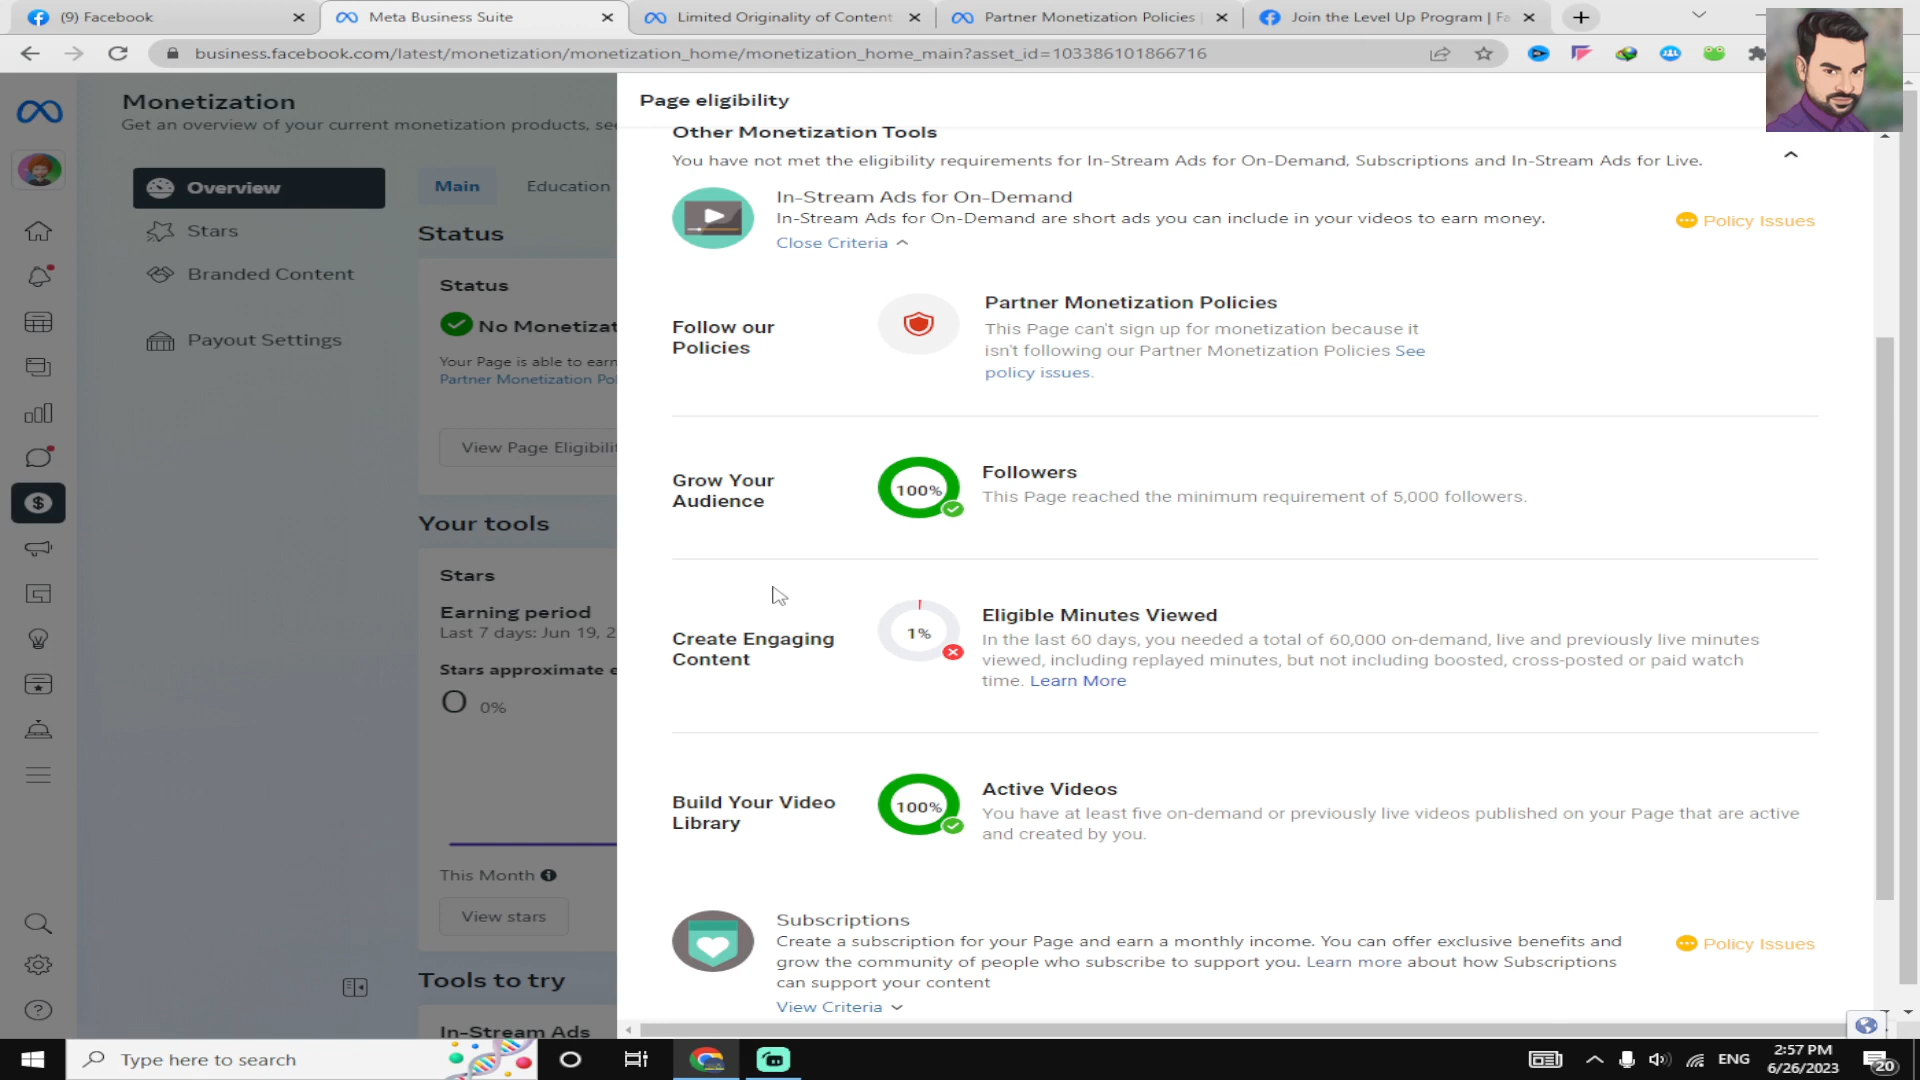 (9) Facebook
Meta Business Suite
Limited Originality of Content
Partner Monetization Policies
Join the Level Up Program | Fa
business.facebook.com/latest/monetization/monetization_home/monetization_home_main?asset_id=103386101866716
Monetization
Get an overview of your current monetization products, see
Overview
Stars
Branded Content
Payout Settings
Main
Education
Status
Status
No Monetizat
Your Page is able to earn
Partner Monetization Pol
View Page Eligibilit
Your tools
Stars
Earning period
Last 7 days: Jun 19, 2
Stars approximate e
0 0%
This Month
View stars
Tools to try
In-Stream Ads
Page eligibility
Other Monetization Tools
You have not met the eligibility requirements for In-Stream Ads for On-Demand, Subscriptions and In-Stream Ads for Live.
In-Stream Ads for On-Demand
In-Stream Ads for On-Demand are short ads you can include in your videos to earn money.
Close Criteria
Policy Issues
Follow our
Policies
Partner Monetization Policies
This Page can't sign up for monetization because it
isn't following our Partner Monetization Policies See
policy issues.
Grow Your
Audience
100%
Followers
This Page reached the minimum requirement of 5,000 followers.
Create Engaging
Content
1%
Eligible Minutes Viewed
In the last 60 days, you needed a total of 60,000 on-demand, live and previously live minutes
viewed, including replayed minutes, but not including boosted, cross-posted or paid watch
time. Learn More
Build Your Video
Library
100%
Active Videos
You have at least five on-demand or previously live videos published on your Page that are active
and created by you.
Subscriptions
Create a subscription for your Page and earn a monthly income. You can offer exclusive benefits and
grow the community of people who subscribe to support you. Learn more about how Subscriptions
can support your content
View Criteria
Policy Issues
Type here to search
ENG
2:57 PM
6/26/2023
20